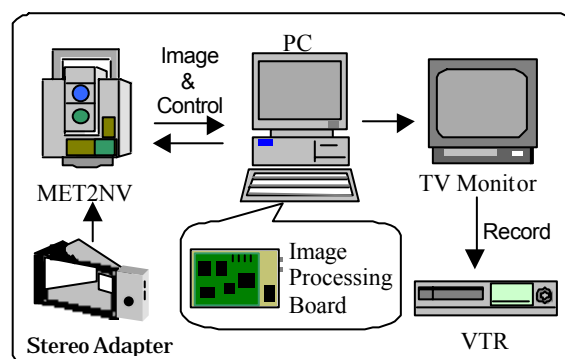 PC
Image
&
Control
MET2NV
TV Monitor
Image
Processing
Board
Record
Stereo Adapter
VTR